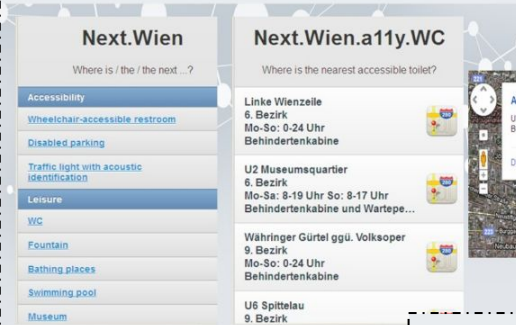 Next.Wien
Where is / the / the next ...?
Accessibility
Wheelchair-accessible restroom
Disabled parking
Traffic light with acoustic
identification
Leisure
WC
Fountain
Bathing places
Swimming pool
Museum
Next.Wien.a11y.WC
Where is the nearest accessible toilet?
Linke Wienzeile
6. Bezirk
Mo-So: 0-24 Uhr
Behindertenkabine
U2 Museumsquartier
6. Bezirk
Mo-Sa: 8-19 Uhr So: 8-17 Uhr
Behindertenkabine und Wartepe...
Währinger Gürtel ggü. Volksoper
9. Bezirk
Mo-So: 0-24 Uhr
Behindertenkabine
U6 Spittelau
9. Bezirk
221
A
U
B
D